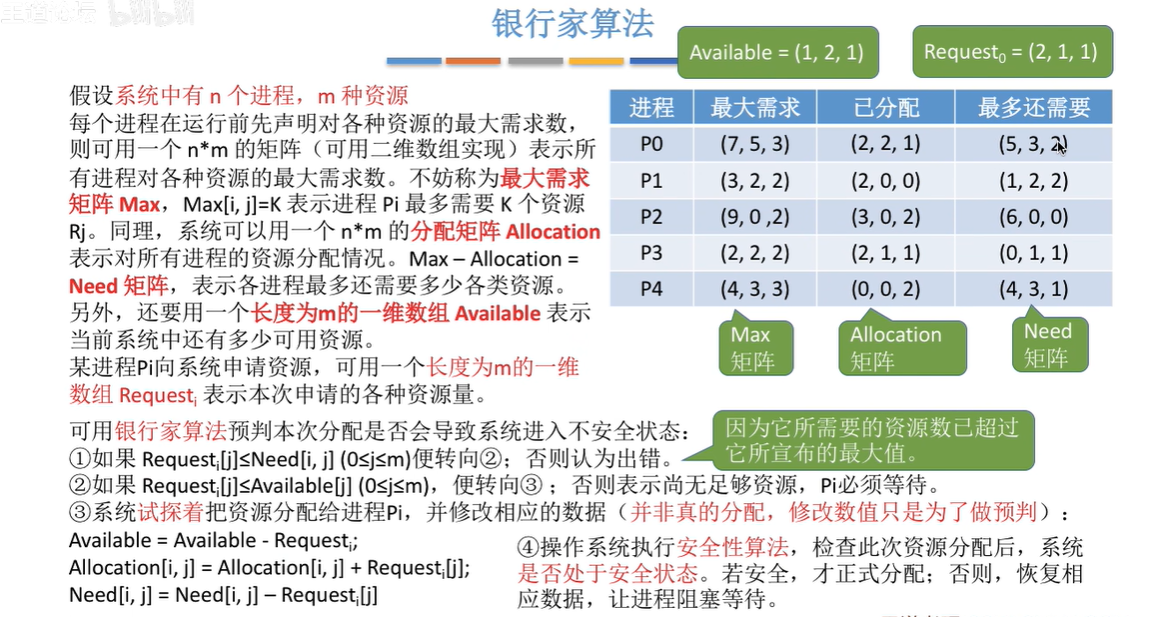 王道论坛 bilibili
银行家算法
Available = (1, 2, 1)
Request0 = (2, 1, 1)
假设系统中有 n 个进程，m 种资源
每个进程在运行前先声明对各种资源的最大需求数，
则可用一个 n*m 的矩阵（可用二维数组实现）表示所
有进程对各种资源的最大需求数。不妨称为最大需求
矩阵 Max，Max[i, j]=K 表示进程 Pi 最多需要 K 个资源
Rj。同理，系统可以用一个 n*m 的分配矩阵 Allocation
表示对所有进程的资源分配情况。Max – Allocation =
Need 矩阵，表示各进程最多还需要多少各类资源。
另外，还要用一个长度为m的一维数组 Available 表示
当前系统中还有多少可用资源。
某进程Pi向系统申请资源，可用一个长度为m的一维
数组 Requesti 表示本次申请的各种资源量。
进程 最大需求 已分配 最多还需要
P0 (7, 5, 3) (2, 2, 1) (5, 3, 2)
P1 (3, 2, 2) (2, 0, 0) (1, 2, 2)
P2 (9, 0 ,2) (3, 0, 2) (6, 0, 0)
P3 (2, 2, 2) (2, 1, 1) (0, 1, 1)
P4 (4, 3, 3) (0, 0, 2) (4, 3, 1)
Max
矩阵
Allocation
矩阵
Need
矩阵
可用银行家算法预判本次分配是否会导致系统进入不安全状态：
①如果 Requesti[j]≤Need[i, j] (0≤j≤m)便转向②；否则认为出错。
因为它所需要的资源数已超过
它所宣布的最大值。
②如果 Requesti[j]≤Available[j] (0≤j≤m)，便转向③ ；否则表示尚无足够资源，Pi必须等待。
③系统试探着把资源分配给进程Pi，并修改相应的数据（并非真的分配，修改数值只是为了做预判）：
Available = Available - Requesti;
Allocation[i, j] = Allocation[i, j] + Requesti[j];
Need[i, j] = Need[i, j] – Requesti[j]
④操作系统执行安全性算法，检查此次资源分配后，系统
是否处于安全状态。若安全，才正式分配；否则，恢复相
应数据，让进程阻塞等待。